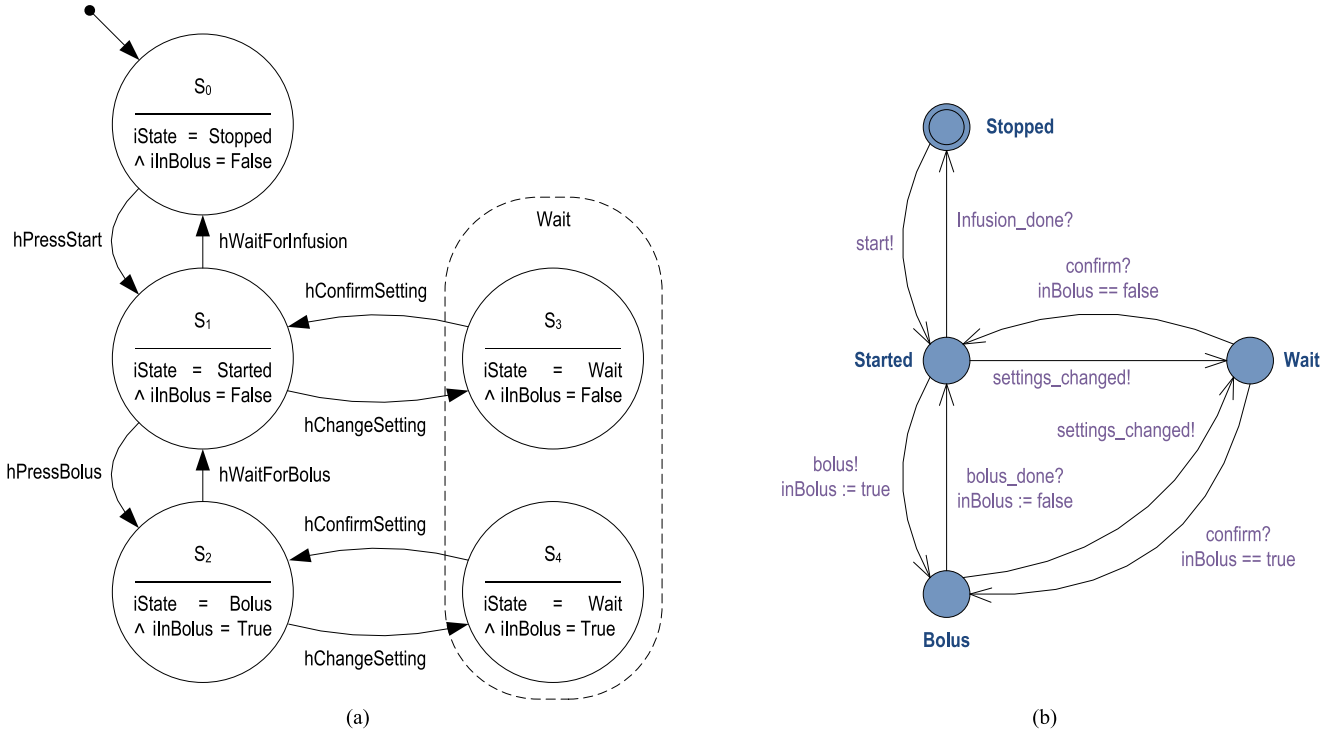 S₀
iState = Stopped
∧ iInBolus = False
hPressStart
hWaitForInfusion
Wait
hConfirmSetting
S₁
iState = Started
∧ iInBolus = False
S₃
iState = Wait
∧ iInBolus = False
hChangeSetting
hPressBolus
hWaitForBolus
hConfirmSetting
S₂
iState = Bolus
∧ iInBolus = True
S₄
iState = Wait
∧ iInBolus = True
hChangeSetting
(a)
Stopped
start!
Infusion_done?
confirm?
inBolus == false
Started
Wait
settings_changed!
settings_changed!
bolus!
inBolus := true
bolus_done?
inBolus := false
confirm?
inBolus == true
Bolus
(b)